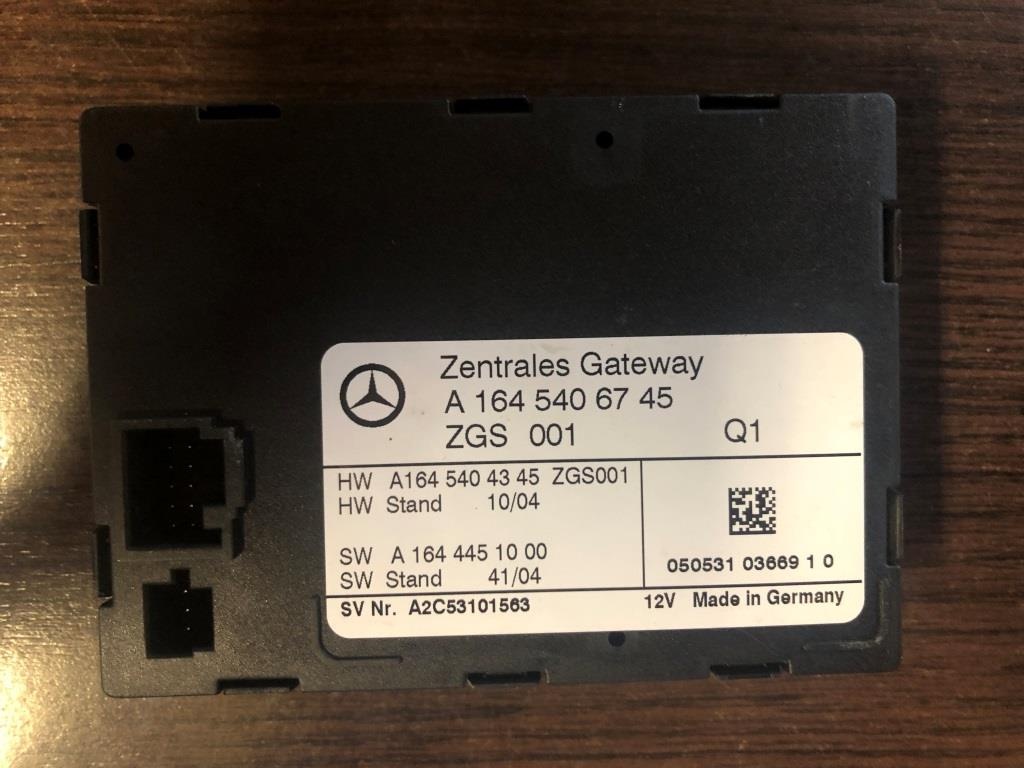 Zentrales Gateway
A 164 540 67 45
ZGS 001 Q1
HW A164 540 43 45 ZGS001
HW Stand 10/04
SW A 164 445 10 00
SW Stand 41/04
050531 03669 1 0
SV Nr. A2C53101563
12V Made in Germany